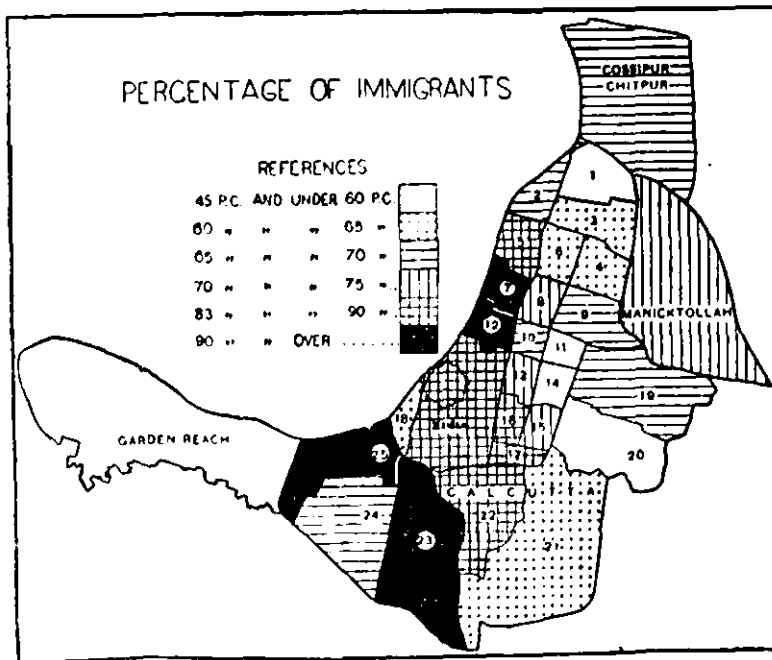 PERCENTAGE OF IMMIGRANTS
REFERENCES
45 P.C. AND UNDER 60 P.C.
60 " " " 65 "
65 " " " 70 "
70 " " " 75 "
83 " " " 90 "
90 " " OVER ......
COSSIPUR
CHITPUR
1
2
3
6
4
7
8
9
MANICKTOLLAH
12
10
11
14
19
18
16
15
17
20
GARDEN REACH
25
CALCUTTA
24
22
23
21